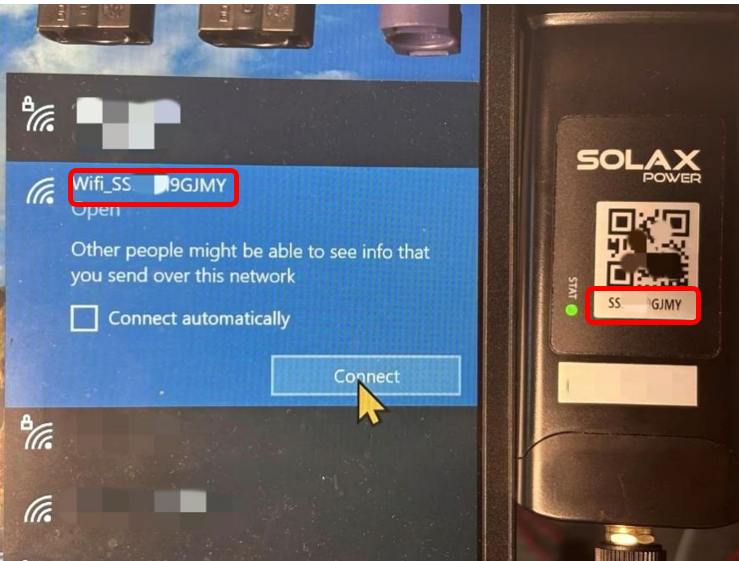 Wifi_SS 9GJMY
Open
Other people might be able to see info that
you send over this network
Connect automatically
Connect
SOLAX
POWER
STAT
SS GJMY